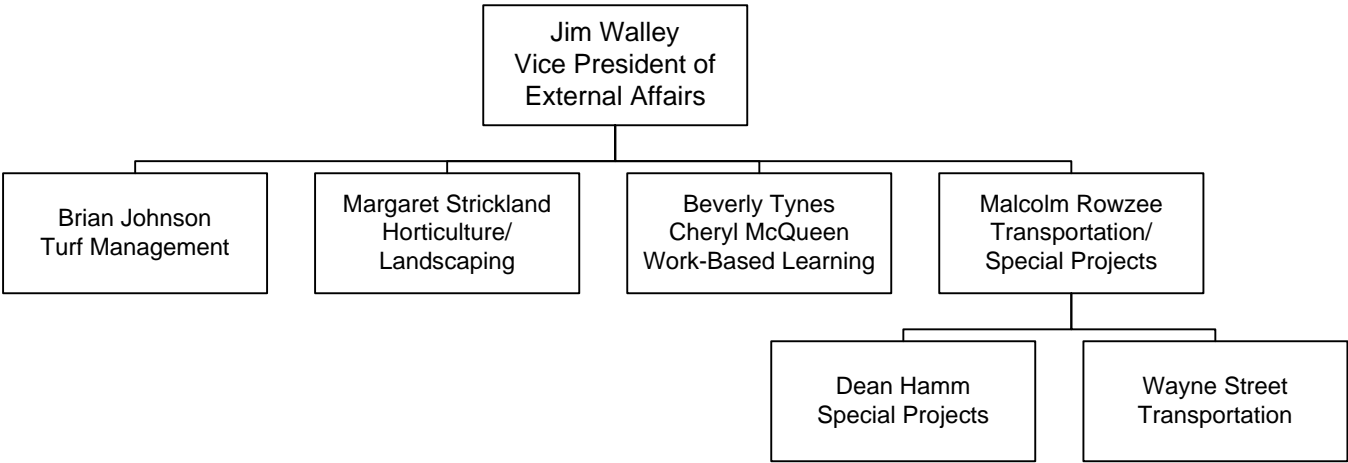 Jim Walley
Vice President of
External Affairs
Brian Johnson
Turf Management
Margaret Strickland
Horticulture/
Landscaping
Beverly Tynes
Cheryl McQueen
Work-Based Learning
Malcolm Rowzee
Transportation/
Special Projects
Dean Hamm
Special Projects
Wayne Street
Transportation